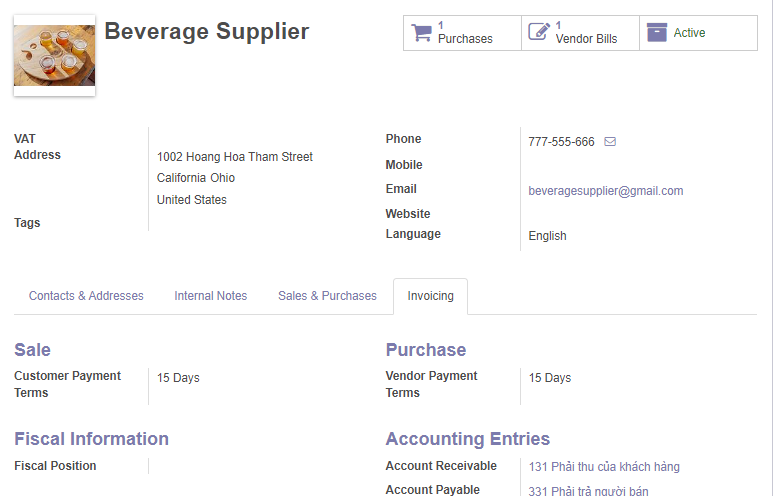 Beverage Supplier
1
Purchases
1
Vendor Bills
Active
VAT
Address
1002 Hoang Hoa Tham Street
California Ohio
United States
Tags
Phone
777-555-666
Mobile
Email
beveragesupplier@gmail.com
Website
Language
English
Contacts & Addresses
Internal Notes
Sales & Purchases
Invoicing
Sale
Customer Payment
Terms
15 Days
Purchase
Vendor Payment
Terms
15 Days
Fiscal Information
Fiscal Position
Accounting Entries
Account Receivable
131 Phải thu của khách hàng
Account Payable
331 Phải trả người bán